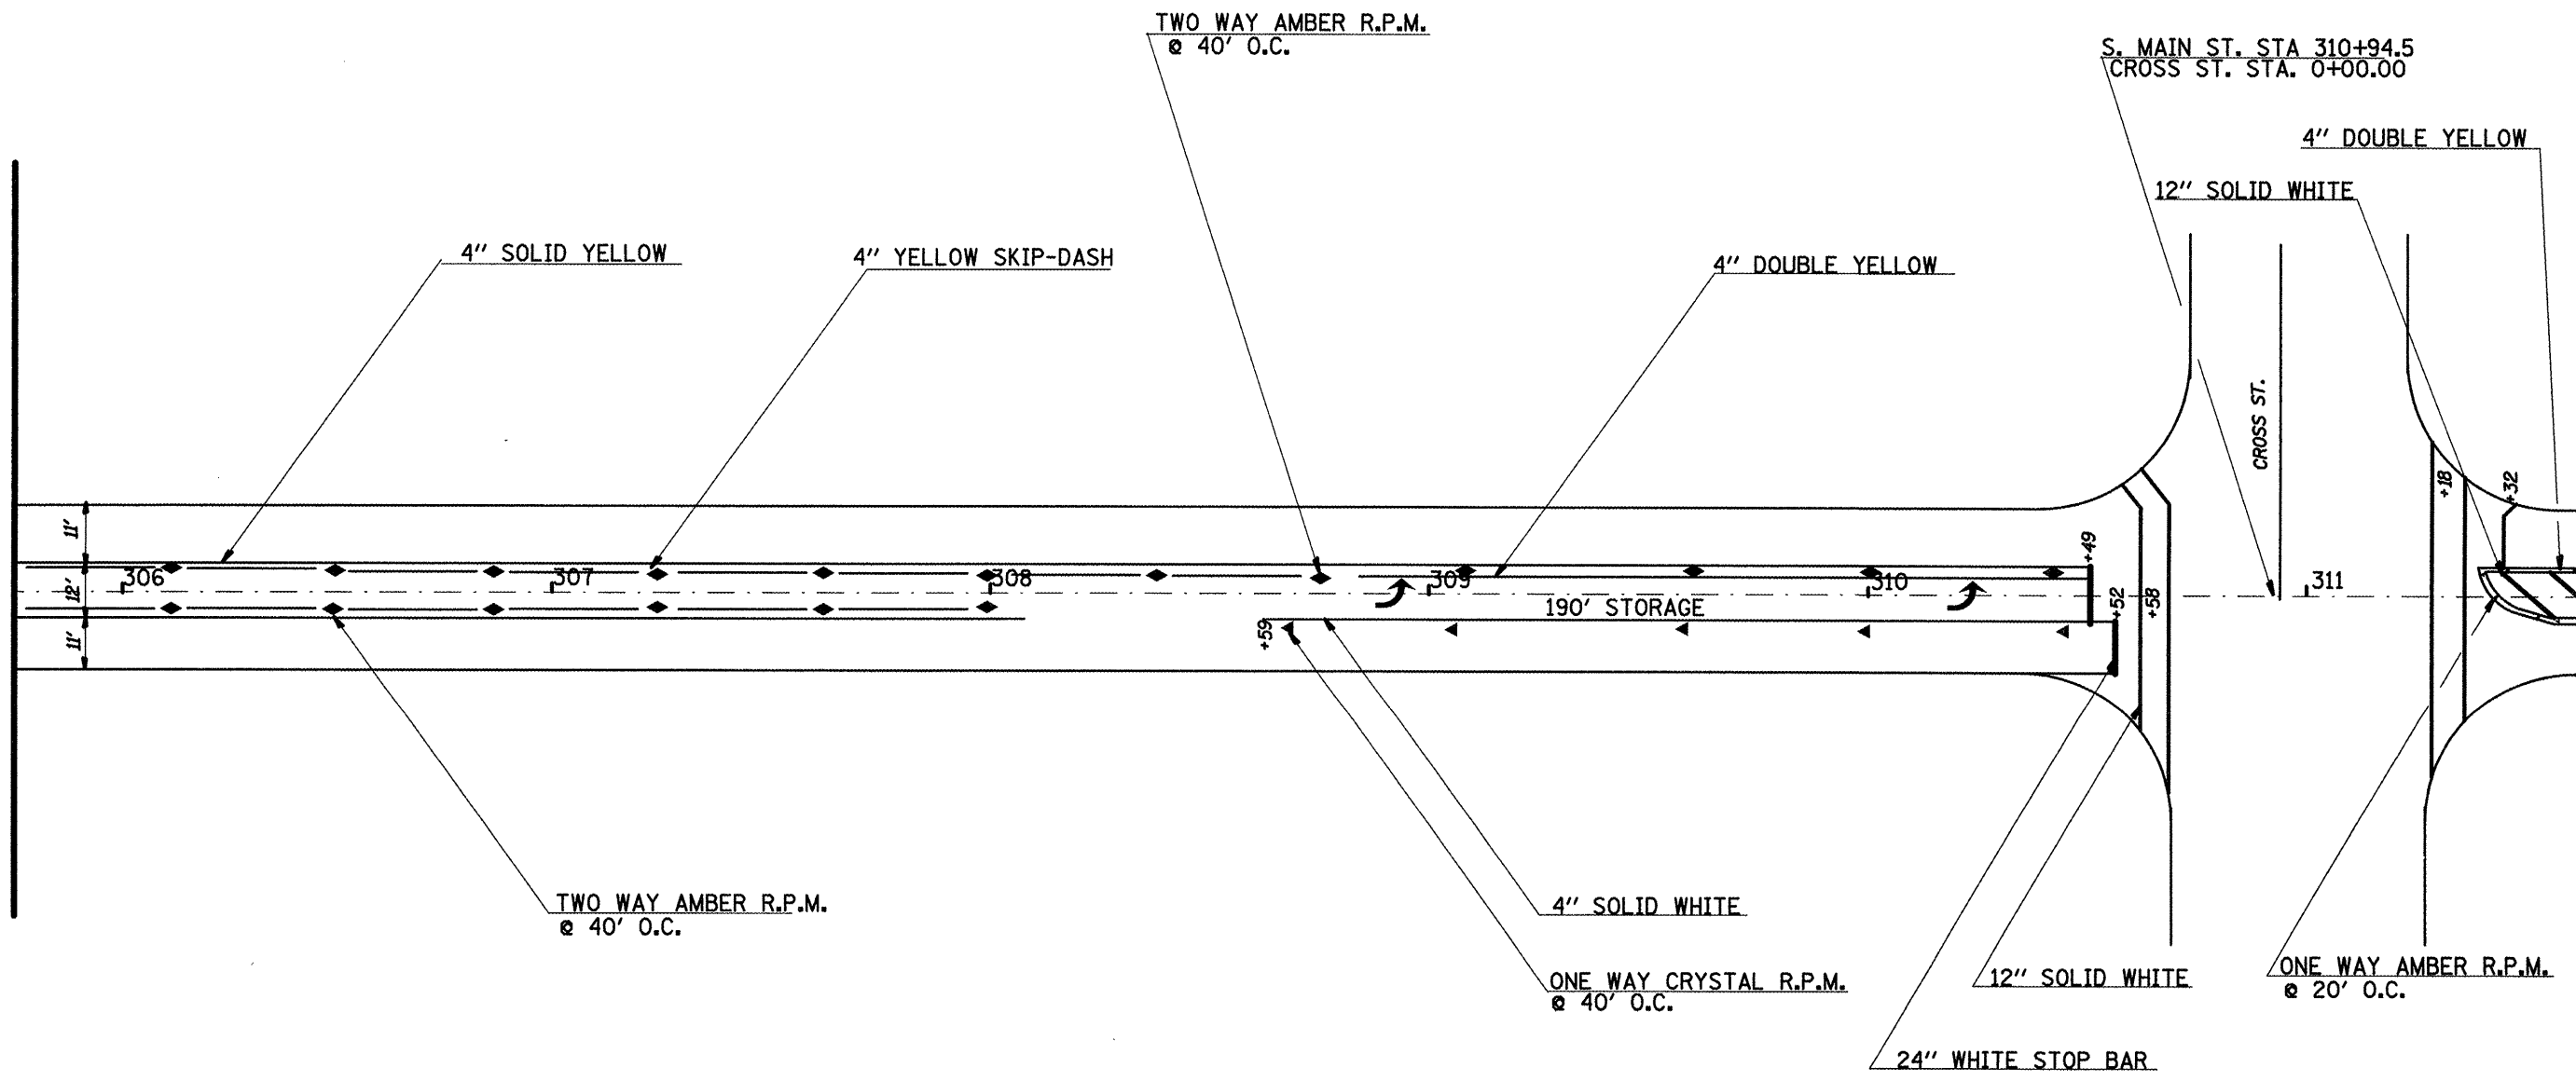 TWO WAY AMBER R.P.M.
@ 40' O.C.
S. MAIN ST. STA 310+94.5
CROSS ST. STA. 0+00.00
4" DOUBLE YELLOW
12" SOLID WHITE
4" SOLID YELLOW
4" YELLOW SKIP-DASH
4" DOUBLE YELLOW
CROSS ST.
+18
+32
11'
12'
11'
306
307
308
309
310
311
+49
+52
+58
+59
190' STORAGE
TWO WAY AMBER R.P.M.
@ 40' O.C.
4" SOLID WHITE
ONE WAY CRYSTAL R.P.M.
@ 40' O.C.
12" SOLID WHITE
ONE WAY AMBER R.P.M.
@ 20' O.C.
24" WHITE STOP BAR